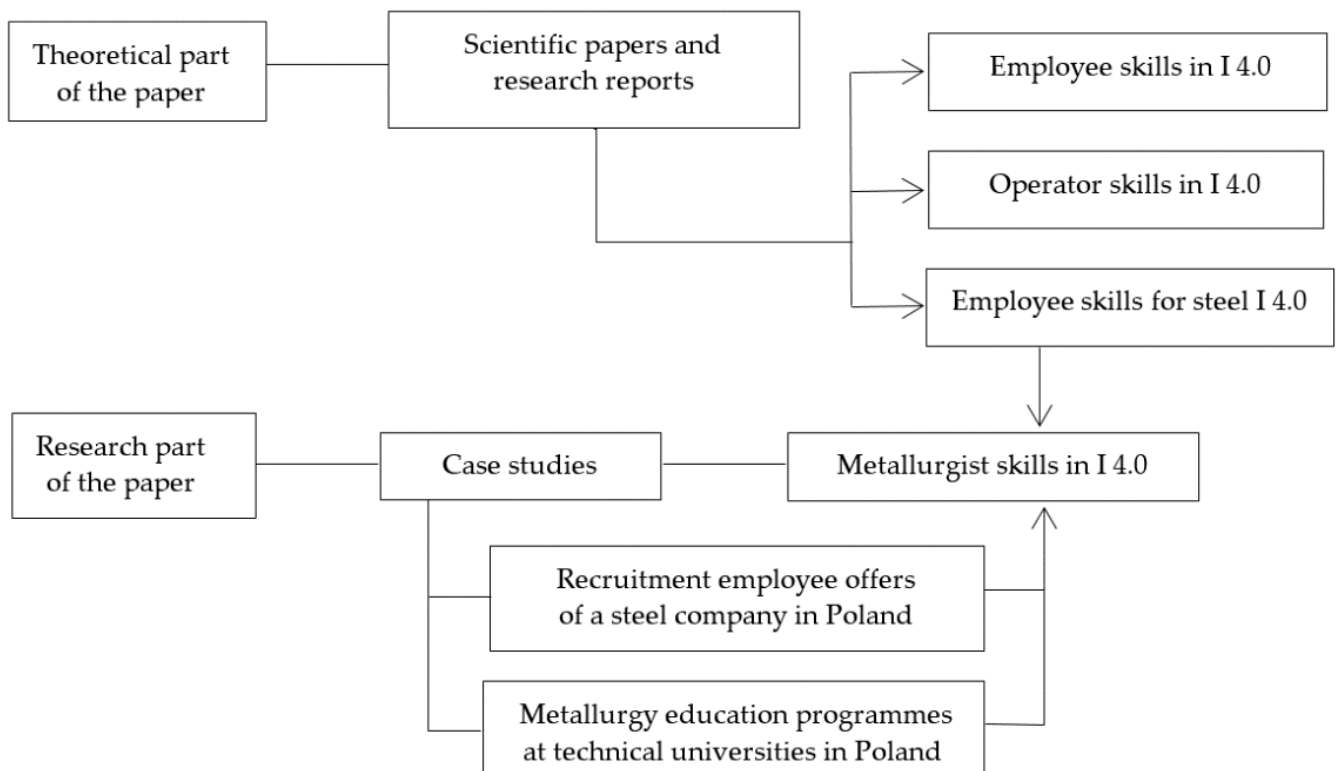 Theoretical part
of the paper
Scientific papers and
research reports
Employee skills in I 4.0
Operator skills in I 4.0
Employee skills for steel I 4.0
Research part
of the paper
Case studies
Metallurgist skills in I 4.0
Recruitment employee offers
of a steel company in Poland
Metallurgy education programmes
at technical universities in Poland